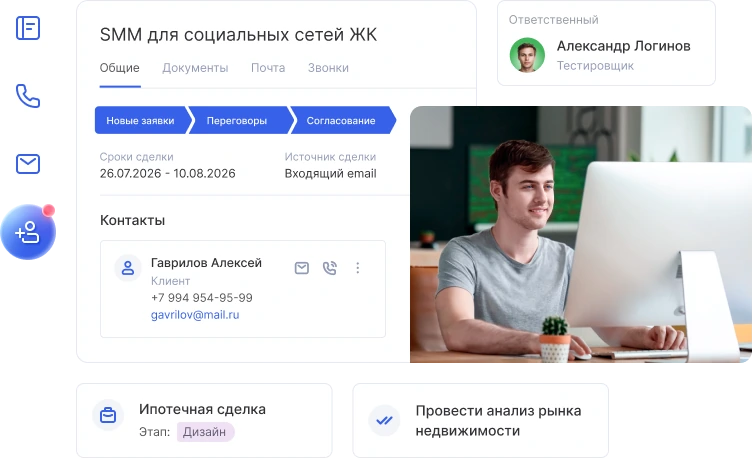 SMM для социальных сетей ЖК
Общие Документы Почта Звонки
Новые заявки Переговоры Согласование
Сроки сделки Источник сделки
26.07.2026 - 10.08.2026 Входящий email
Контакты
Гаврилов Алексей
Клиент
+7 994 954-95-99
gavrilov@mail.ru
Ответственный
Александр Логинов
Тестировщик
Ипотечная сделка
Этап: Дизайн
Провести анализ рынка
недвижимости